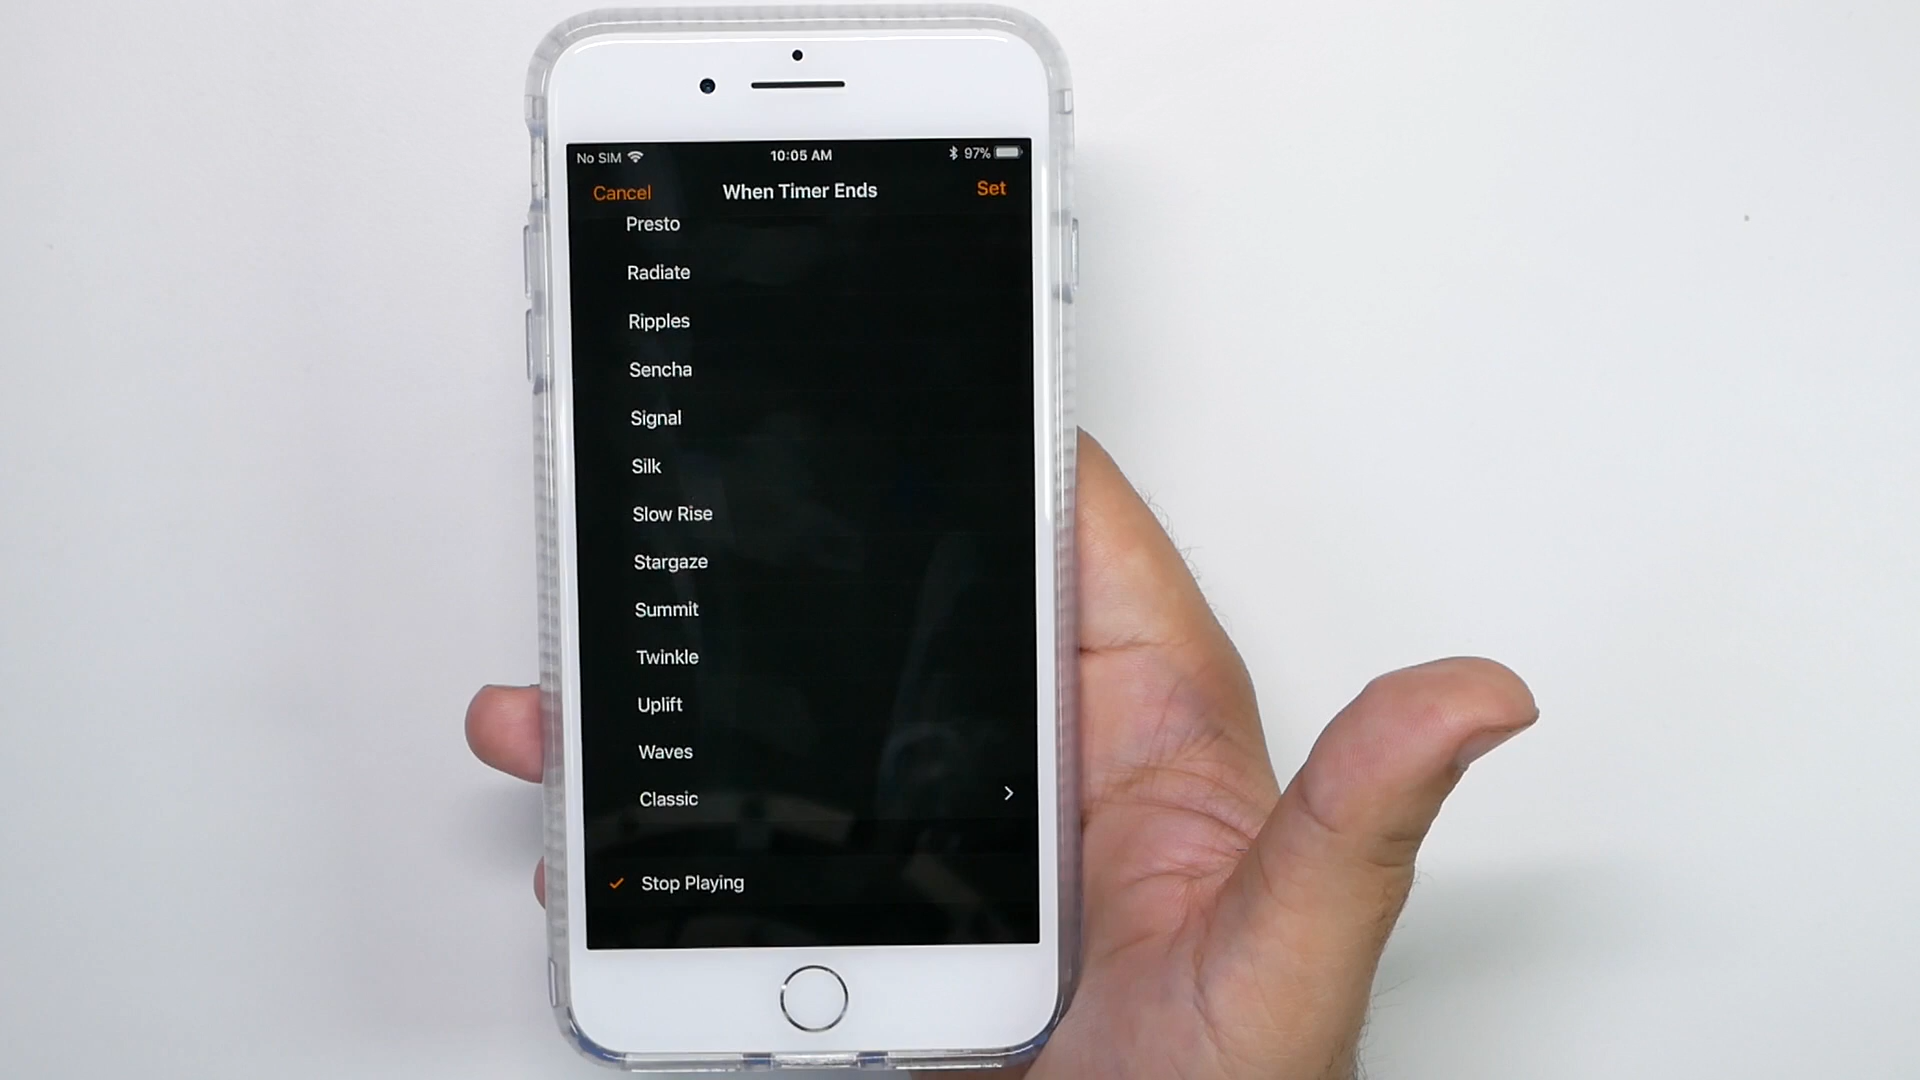 No SIM 10:05 AM 97%
Cancel When Timer Ends Set
Presto
Radiate
Ripples
Sencha
Signal
Silk
Slow Rise
Stargaze
Summit
Twinkle
Uplift
Waves
Classic
Stop Playing